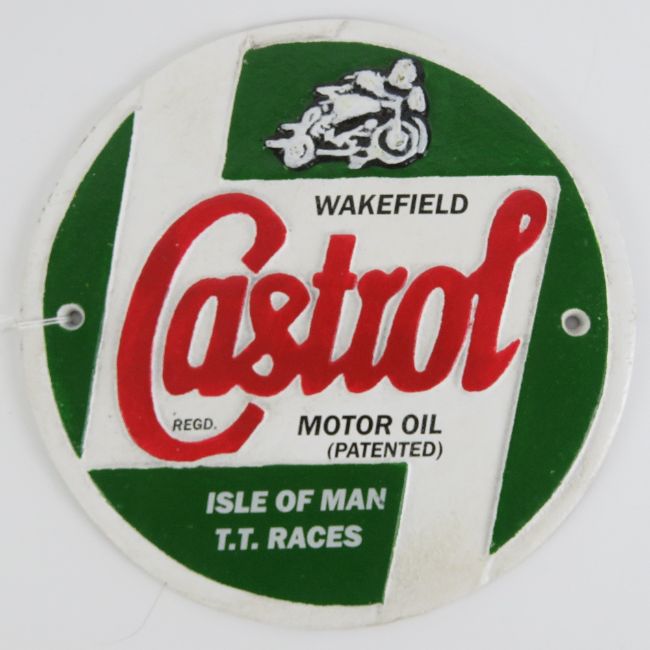 WAKEFIELD
Castrol
REGD.
MOTOR OIL
(PATENTED)
ISLE OF MAN
T.T. RACES